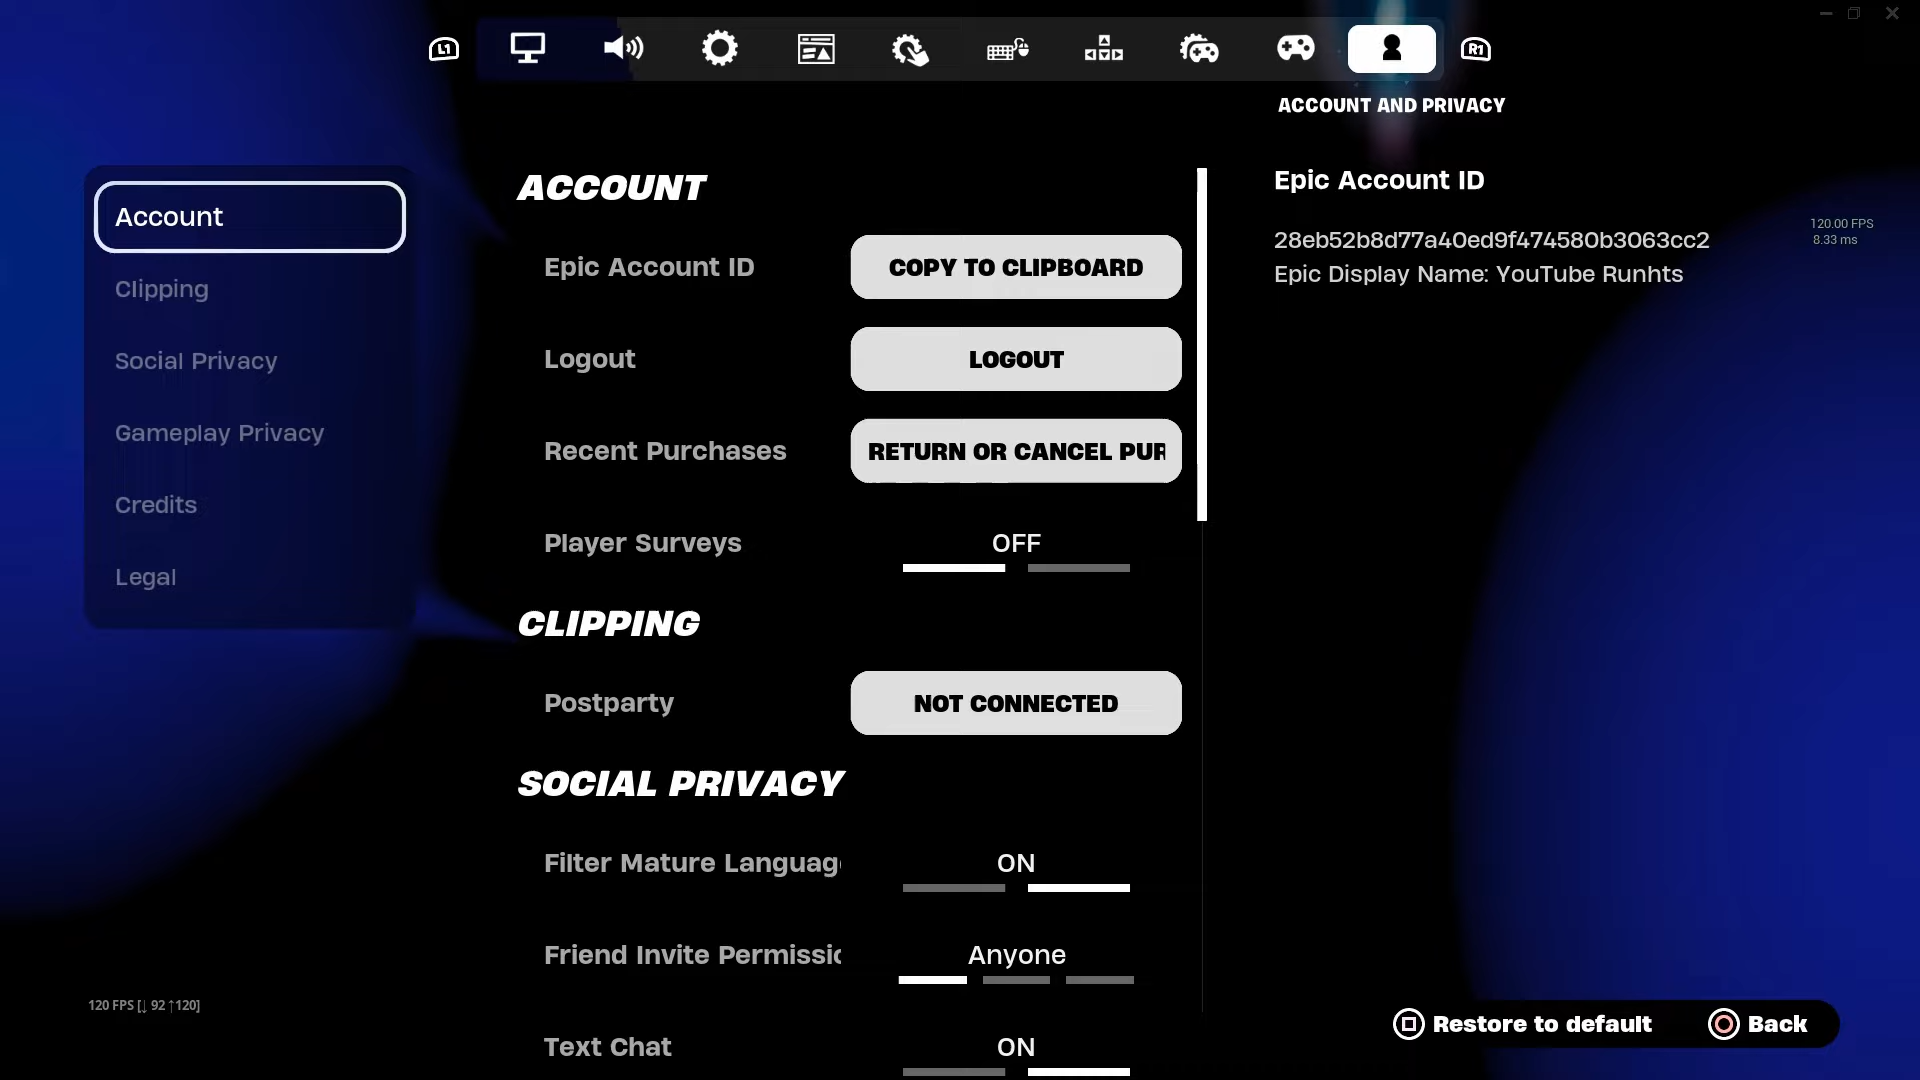 L1
R1
ACCOUNT AND PRIVACY
Account
Clipping
Social Privacy
Gameplay Privacy
Credits
Legal
ACCOUNT
Epic Account ID
COPY TO CLIPBOARD
Logout
LOGOUT
Recent Purchases
RETURN OR CANCEL PUR
Player Surveys
OFF
CLIPPING
Postparty
NOT CONNECTED
SOCIAL PRIVACY
Filter Mature Languag
ON
Friend Invite Permissic
Anyone
Text Chat
ON
Epic Account ID
28eb52b8d77a40ed9f474580b3063cc2
Epic Display Name: YouTube Runhts
120.00 FPS
8.33 ms
120 FPS [↓ 92 ↑120]
Restore to default
Back